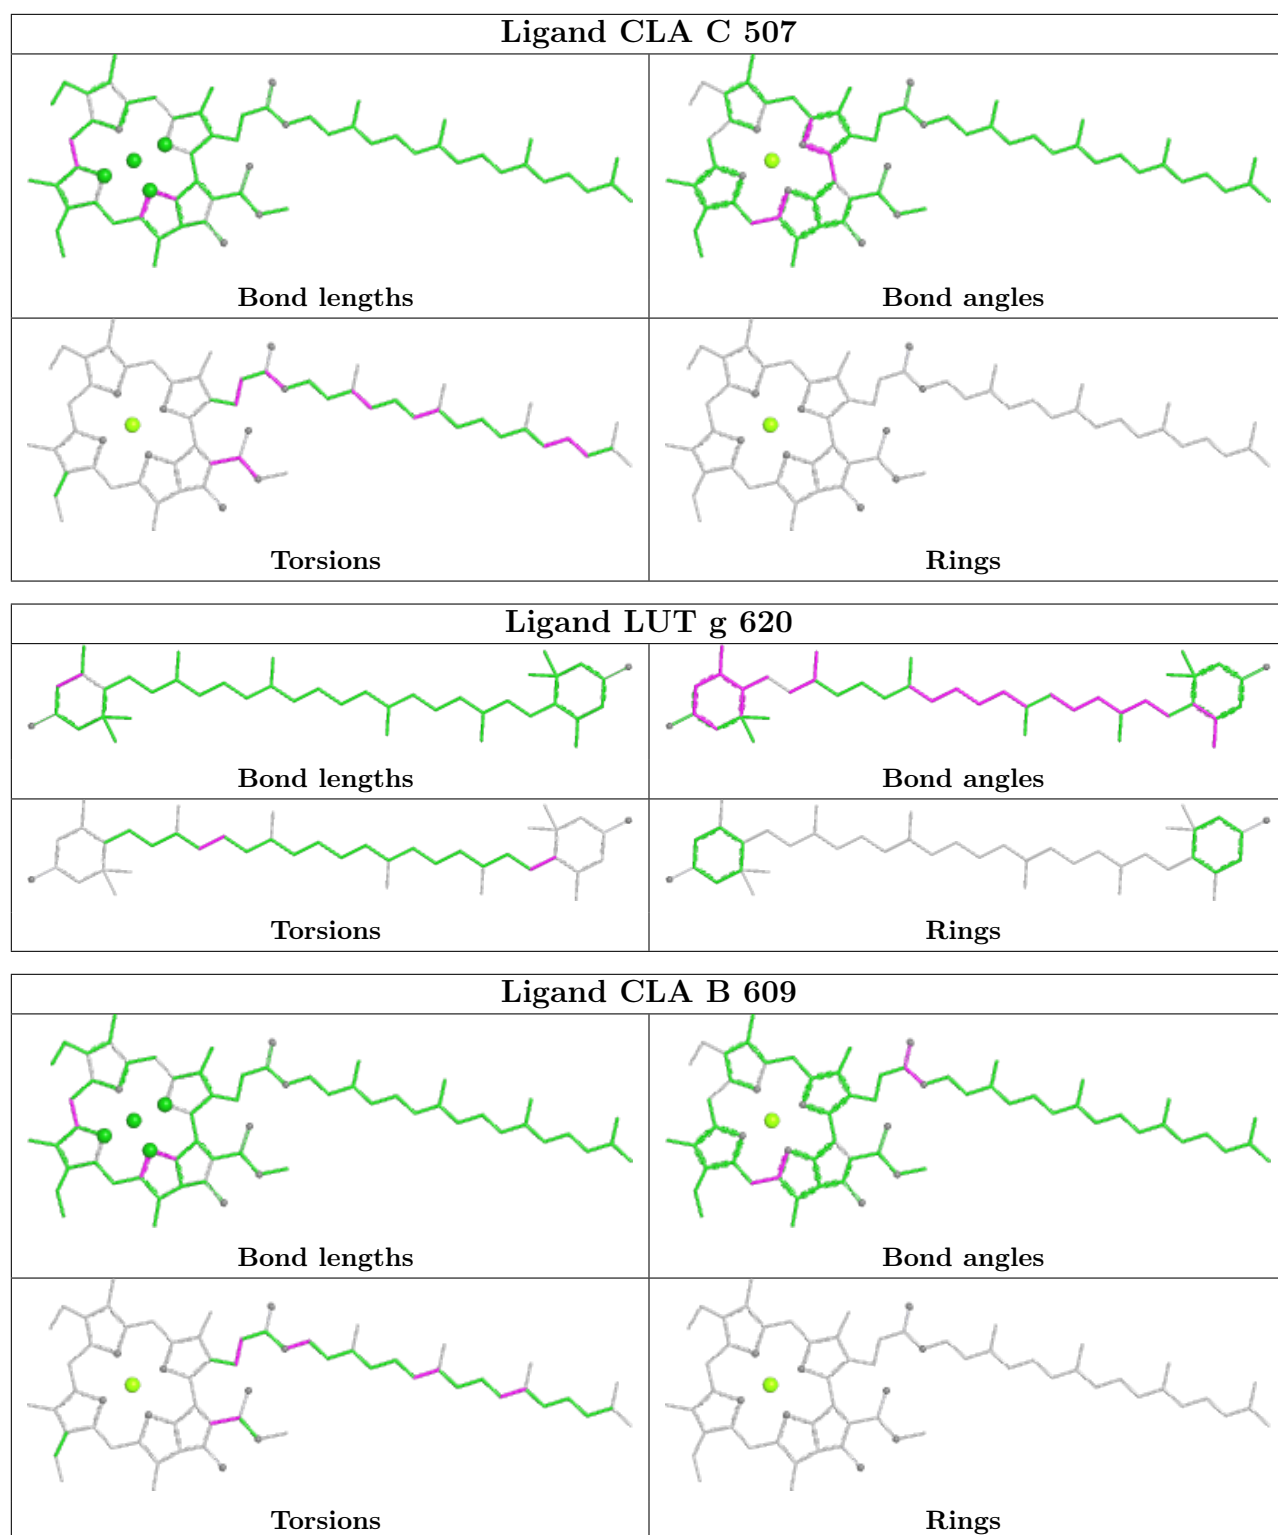 Ligand CLA C 507
Bond lengths
Bond angles
Torsions
Rings
Ligand LUT g 620
Bond lengths
Bond angles
Torsions
Rings
Ligand CLA B 609
Bond lengths
Bond angles
Torsions
Rings